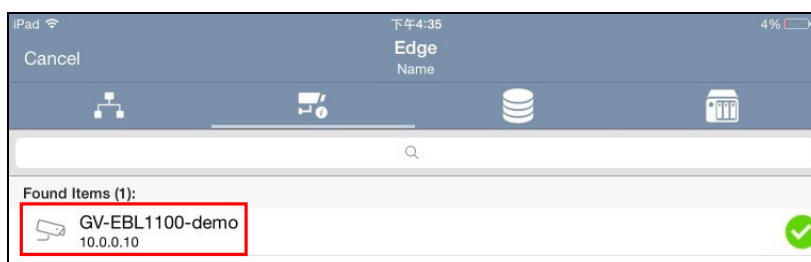 iPad 下午4:35 4%
Cancel Edge
Name
Found Items (1):
GV-EBL1100-demo
10.0.0.10